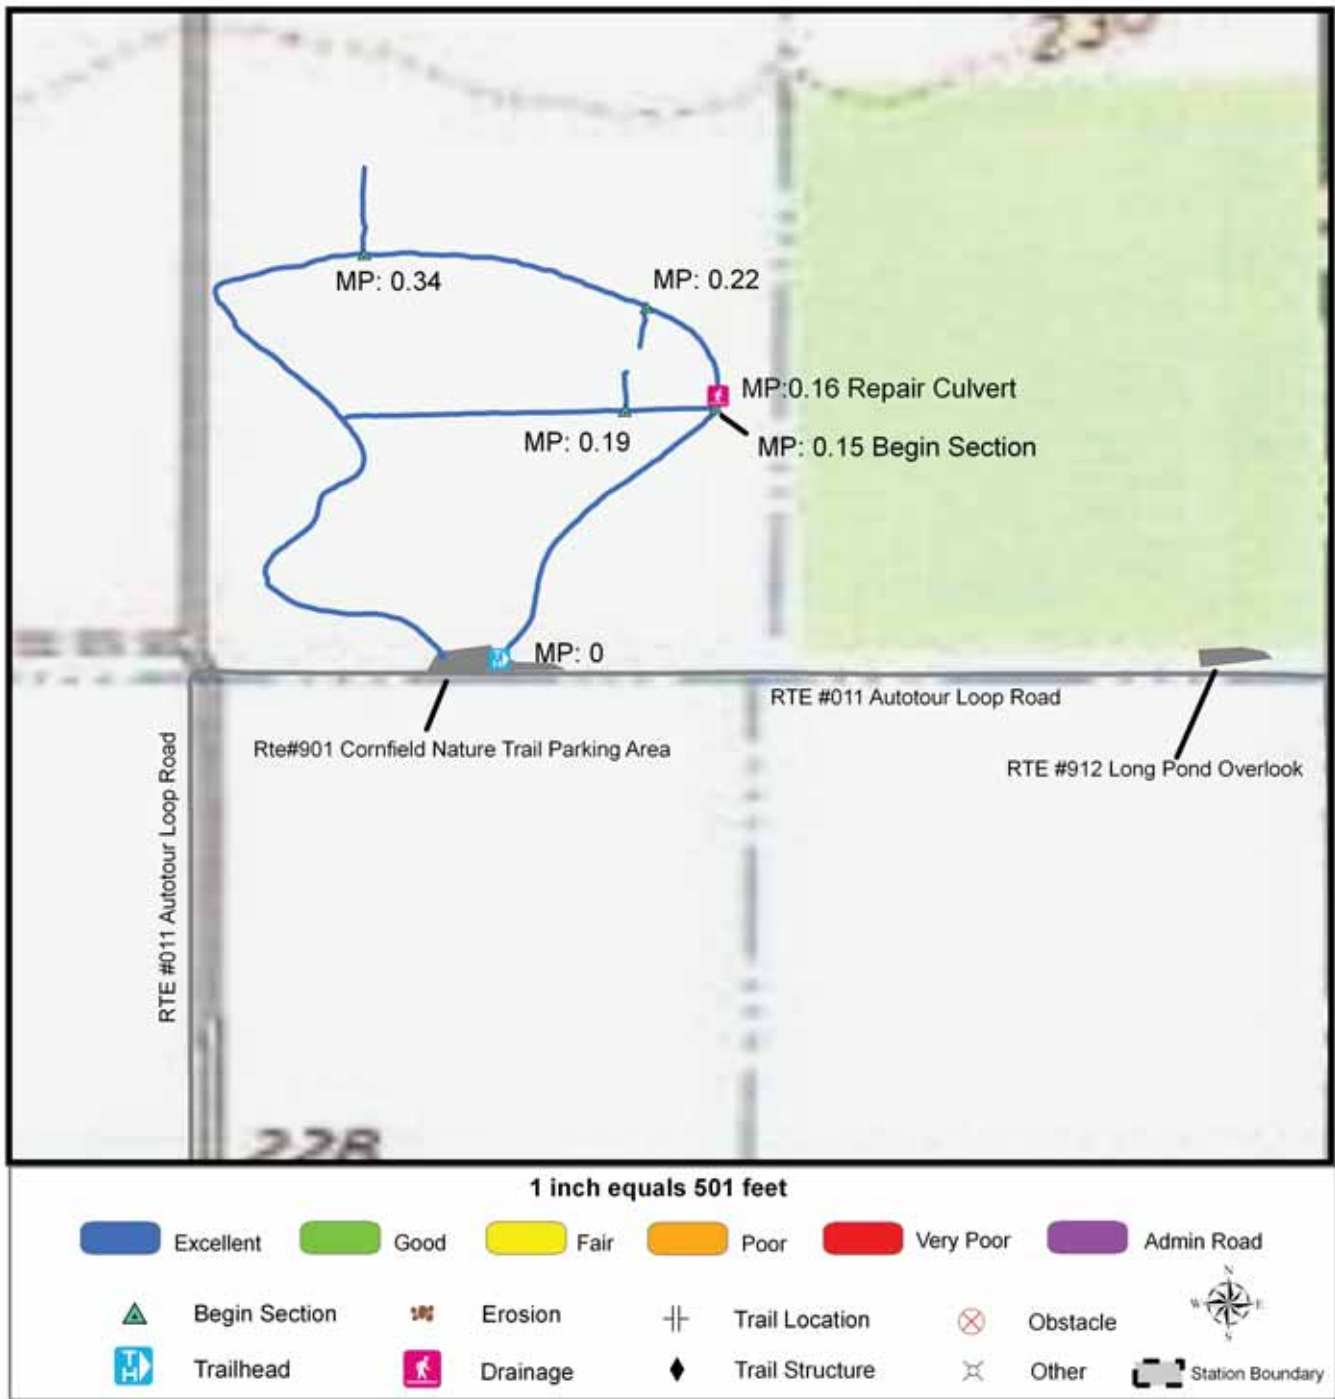 230
MP: 0.34
MP: 0.22
MP:0.16 Repair Culvert
MP: 0.19
MP: 0.15 Begin Section
MP: 0
RTE #011 Autotour Loop Road
Rte#901 Cornfield Nature Trail Parking Area
RTE #912 Long Pond Overlook
RTE #011 Autotour Loop Road
228
1 inch equals 501 feet
Excellent
Good
Fair
Poor
Very Poor
Admin Road
N
W
E
S
Begin Section
Erosion
Trail Location
Obstacle
TH
Trailhead
Drainage
Trail Structure
Other
Station Boundary